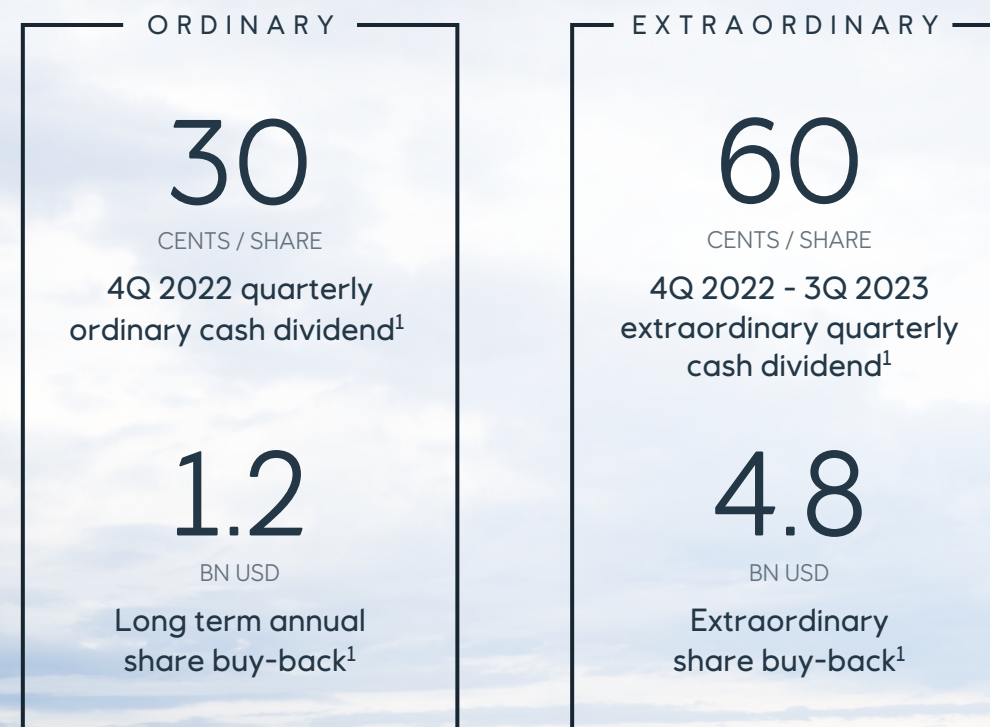 ORDINARY
30
CENTS / SHARE
4Q 2022 quarterly
ordinary cash dividend¹
1.2
BN USD
Long term annual
share buy-back¹
EXTRAORDINARY
60
CENTS / SHARE
4Q 2022 - 3Q 2023
extraordinary quarterly
cash dividend¹
4.8
BN USD
Extraordinary
share buy-back¹